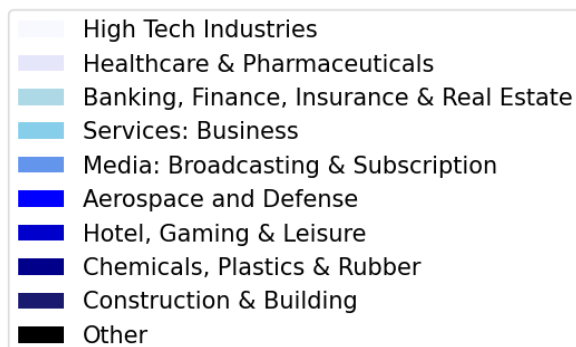 High Tech Industries
Healthcare & Pharmaceuticals
Banking, Finance, Insurance & Real Estate
Services: Business
Media: Broadcasting & Subscription
Aerospace and Defense
Hotel, Gaming & Leisure
Chemicals, Plastics & Rubber
Construction & Building
Other